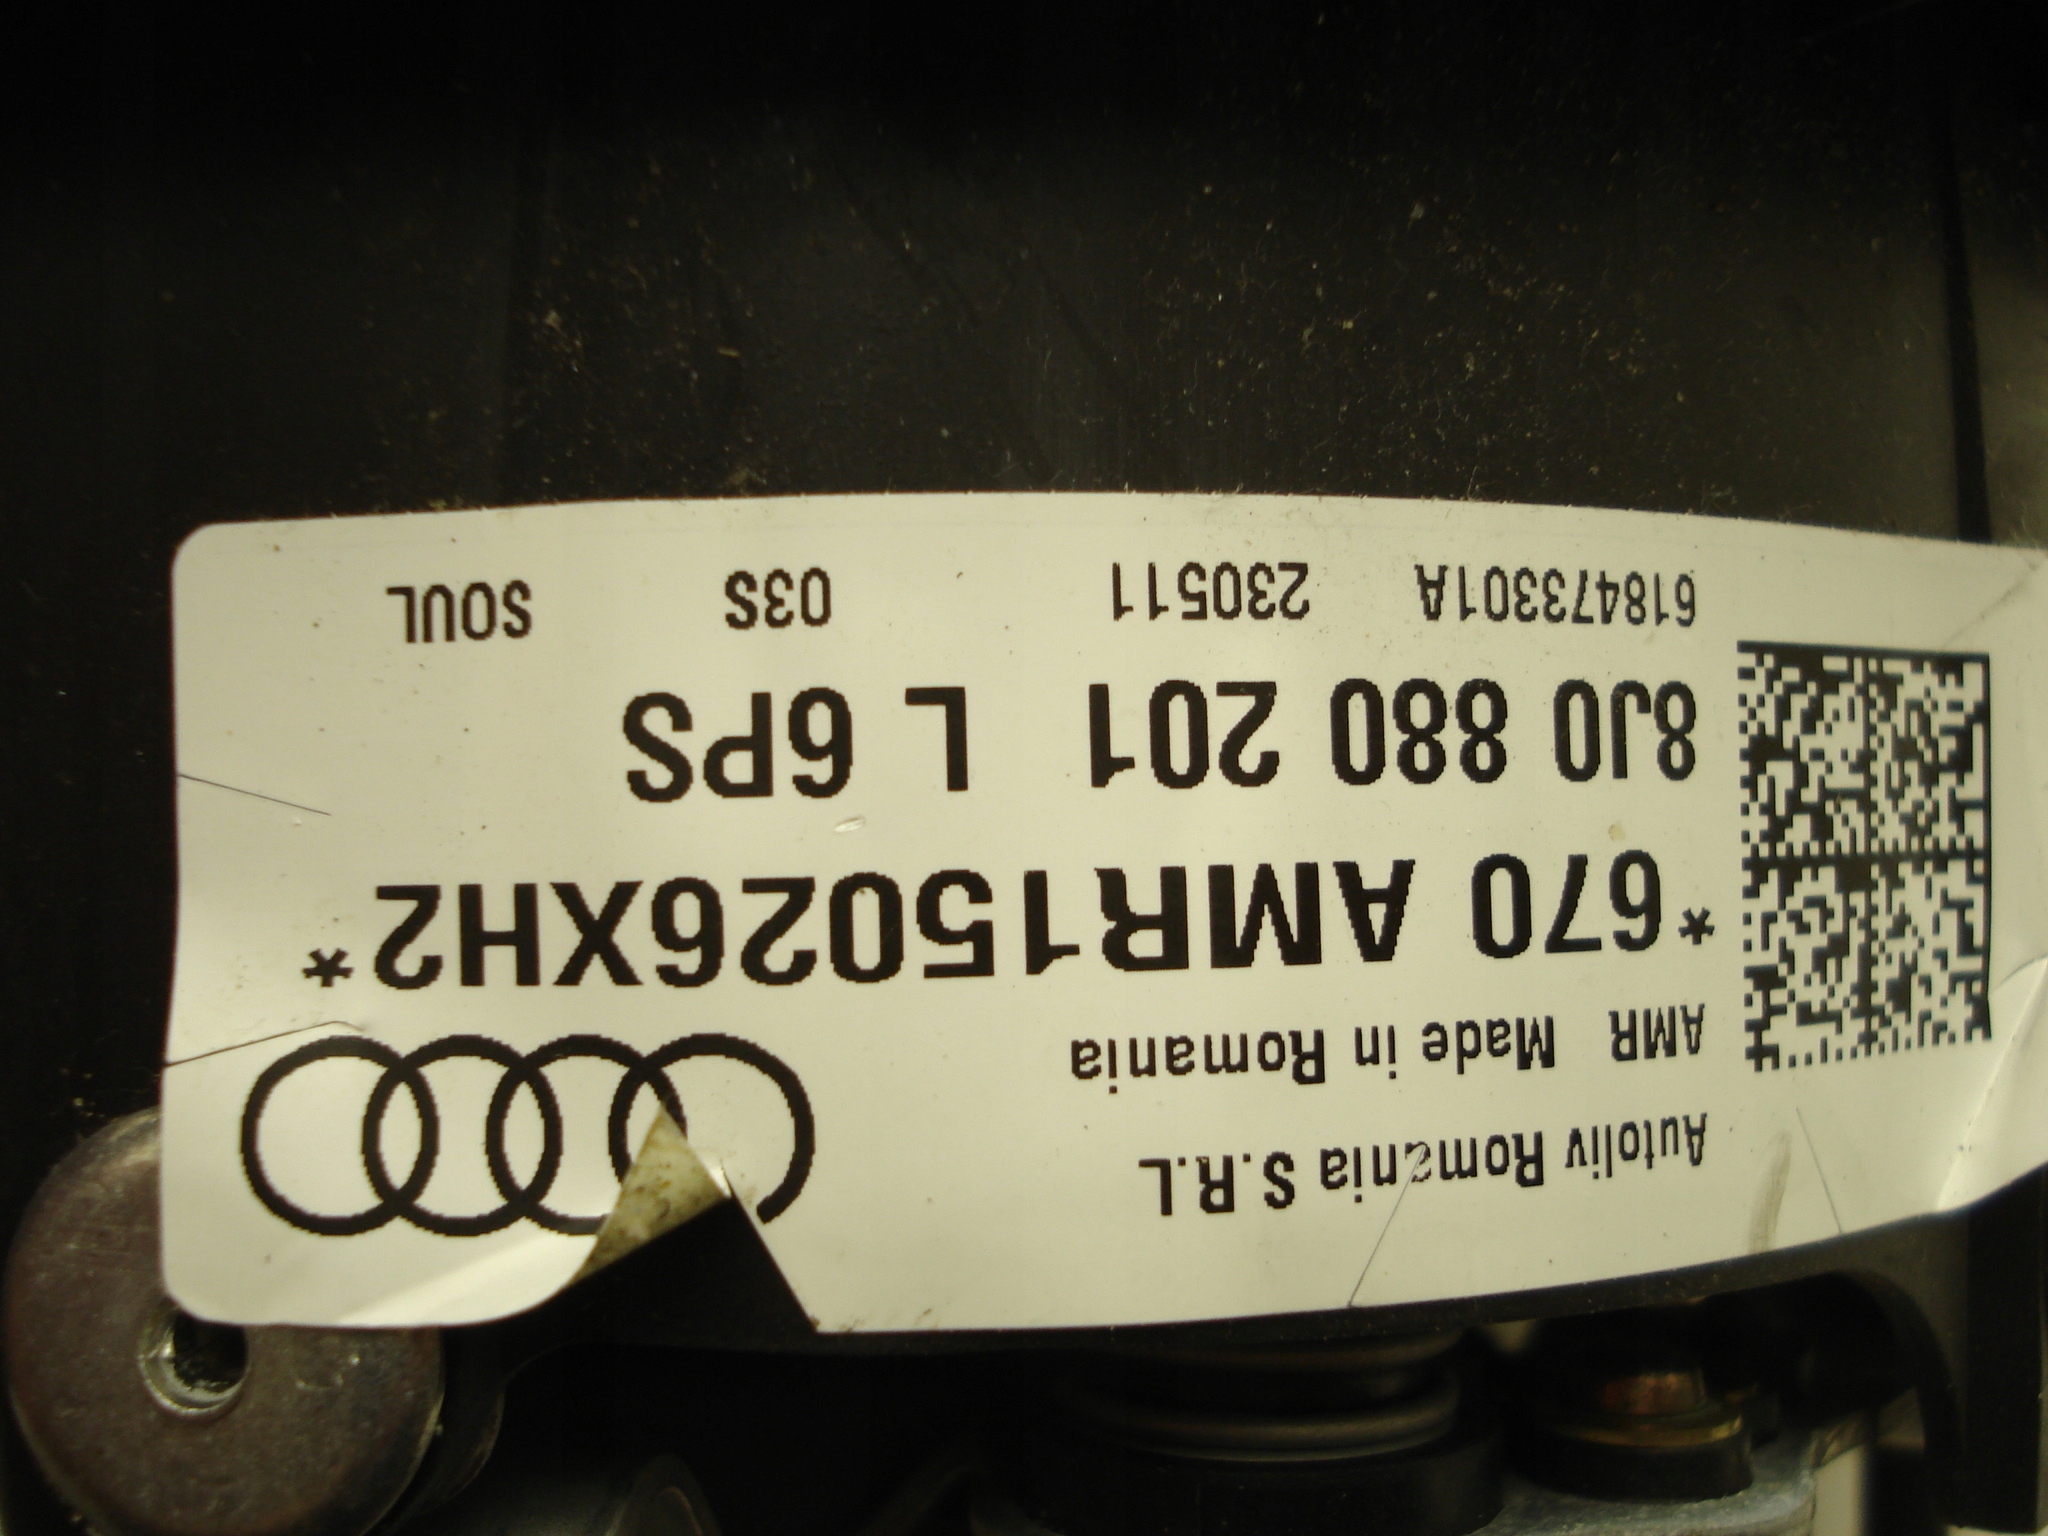 Autoliv Romania S.R.L
AMR Made in Romania
*670 AMR15026XH2*
8J0 880 201 L 6PS
618473301A 230511 03S SOUL